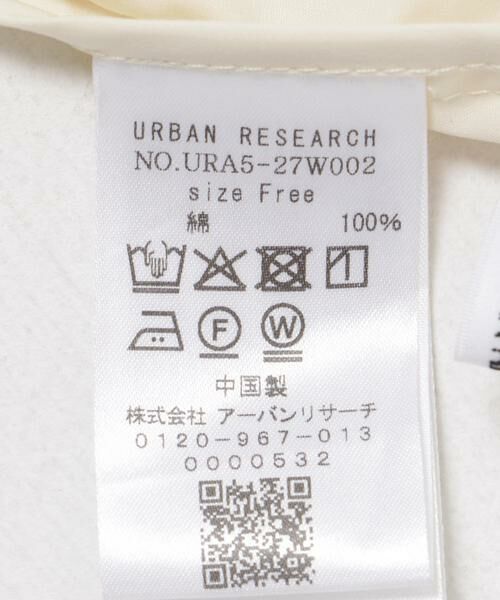 URBAN RESEARCH
NO.URA5-27W002
size Free
綿 100%
F W
中国製
株式会社 アーバンリサーチ
0120-967-013
0000532